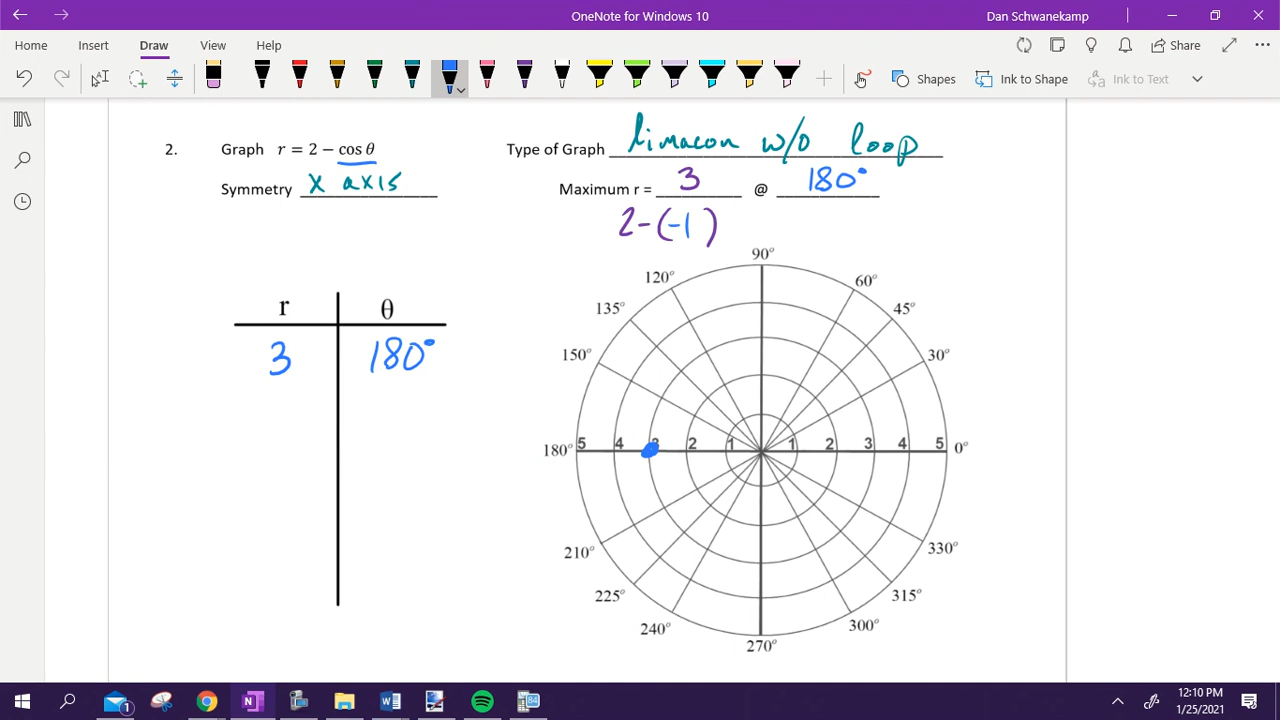 OneNote for Windows 10
Dan Schwanekamp
Home Insert Draw View Help
Share
Shapes Ink to Shape Ink to Text
2. Graph r = 2 − cos θ Type of Graph limacon w/o loop
Symmetry x axis Maximum r = 3 @ 180°
2-(-1)
r θ
3 180°
90°
120° 60°
135° 45°
150° 30°
180° 5 4 3 2 1 1 2 3 4 5 0°
210° 330°
225° 315°
240° 300°
270°
1
N
W
12:10 PM
1/25/2021